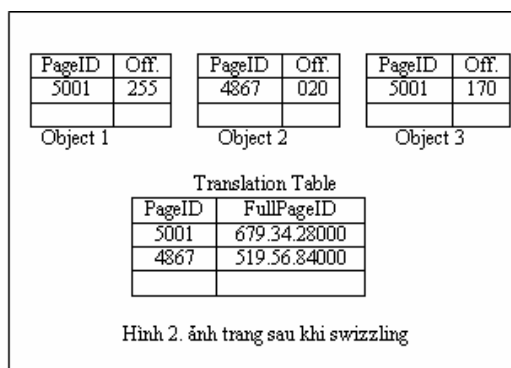 PageID Off. PageID Off. PageID Off.
5001 255 4867 020 5001 170
Object 1 Object 2 Object 3
Translation Table
PageID FullPageID
5001 679.34.28000
4867 519.56.84000
Hình 2. ảnh trang sau khi swizzling